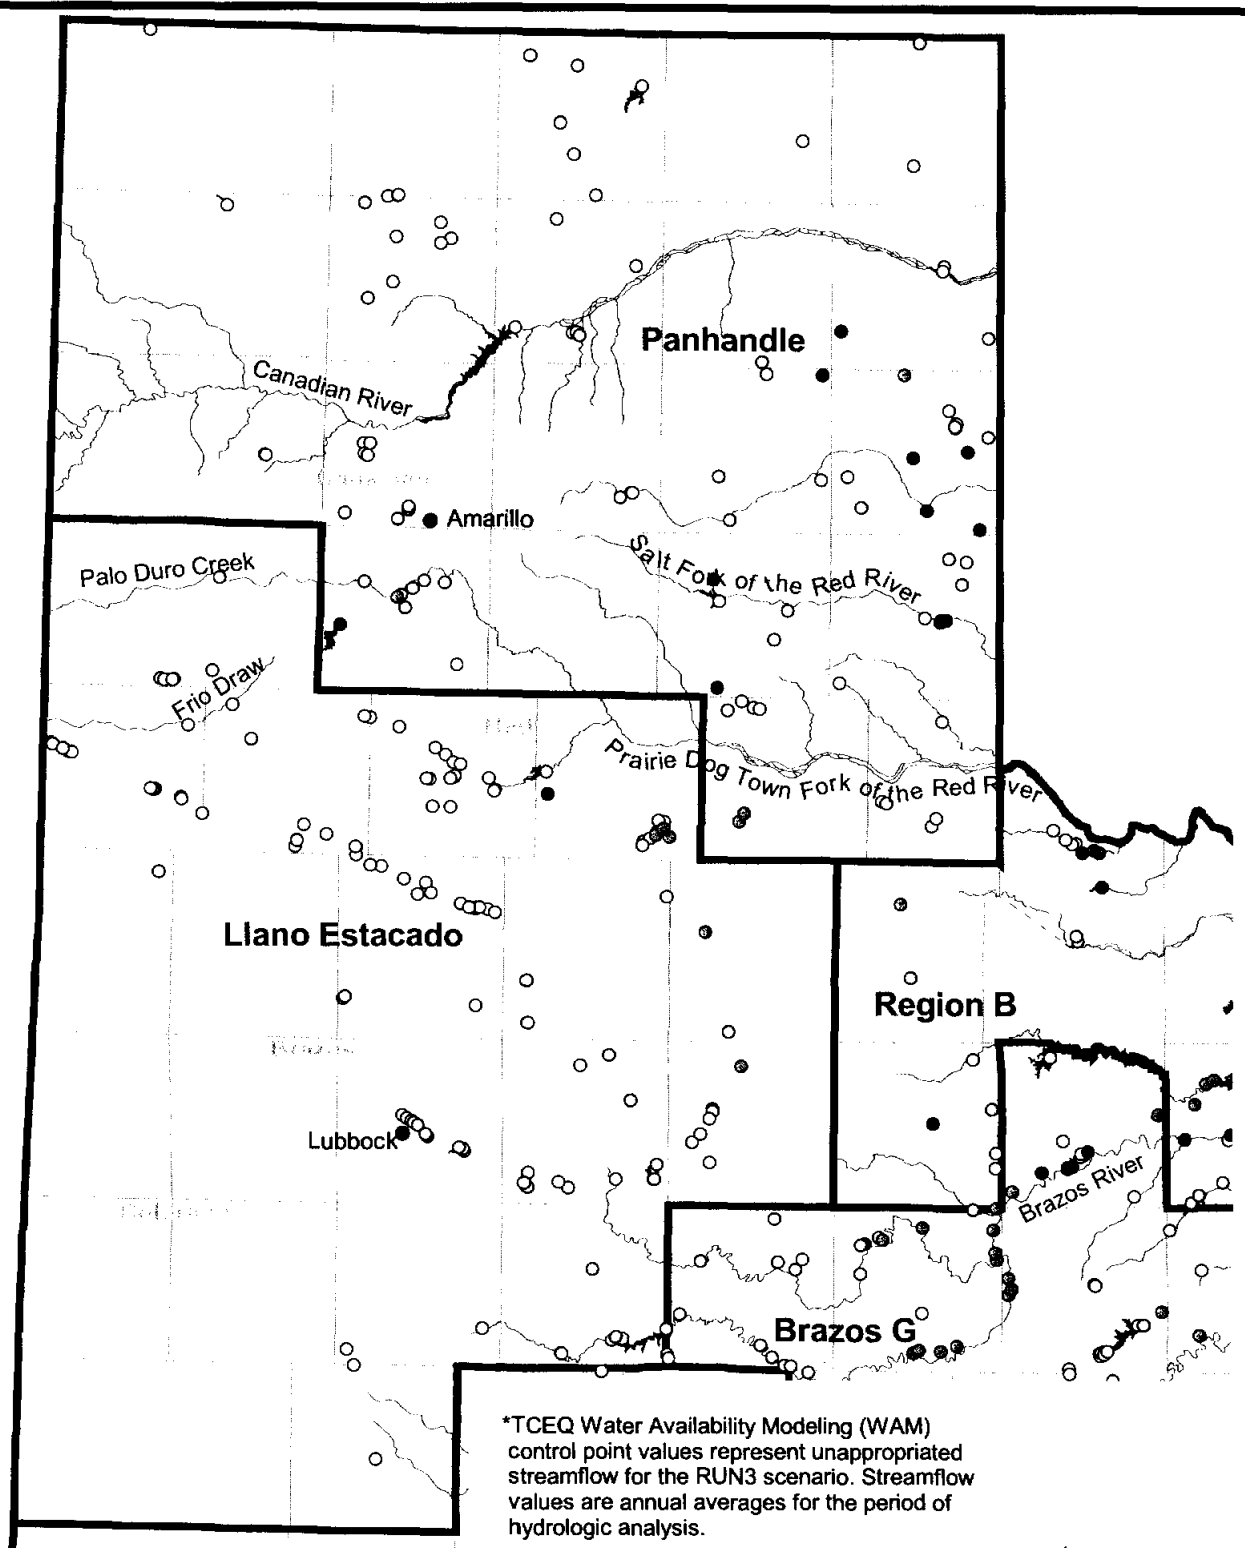 Panhandle
Canadian River
Amarillo
Palo Duro Creek
Salt Fork of the Red River
Frio Draw
Prairie Dog Town Fork of the Red River
Llano Estacado
Region B
Brazos
Lubbock
Brazos River
Brazos G
*TCEQ Water Availability Modeling (WAM)
control point values represent unappropriated
streamflow for the RUN3 scenario. Streamflow
values are annual averages for the period of
hydrologic analysis.